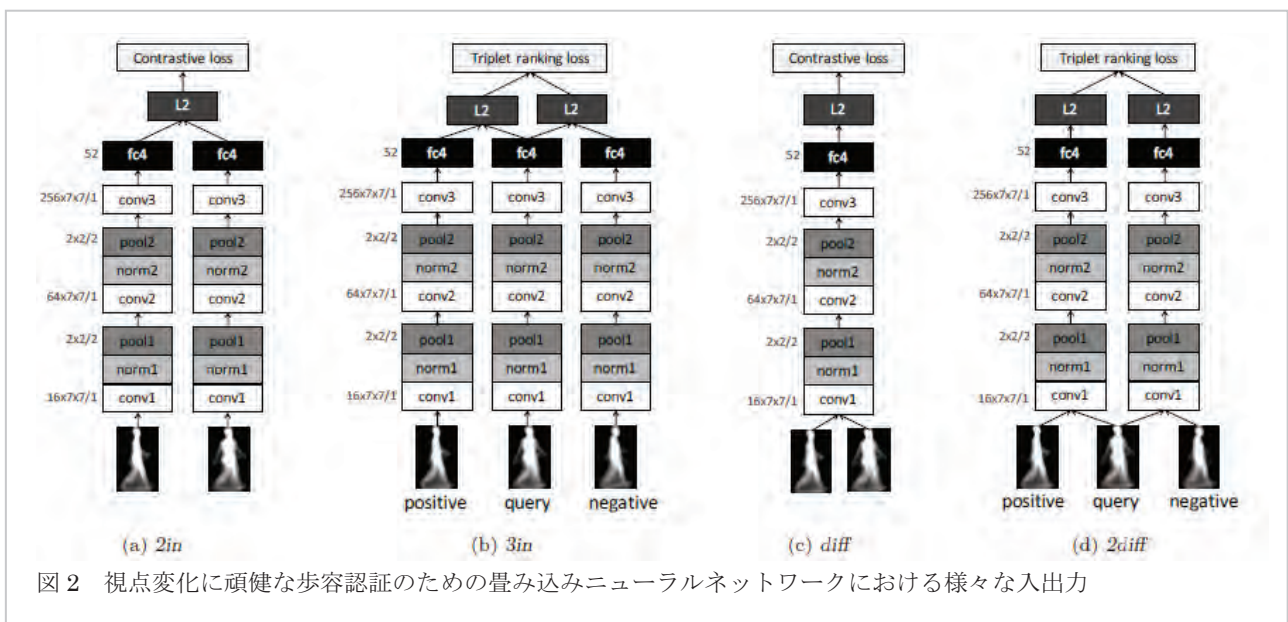 Contrastive loss
L2
52 fc4 fc4
256x7x7/1 conv3 conv3
2x2/2 pool2 pool2
norm2 norm2
64x7x7/1 conv2 conv2
2x2/2 pool1 pool1
norm1 norm1
16x7x7/1 conv1 conv1
(a) 2in
Triplet ranking loss
L2 L2
52 fc4 fc4 fc4
256x7x7/1 conv3 conv3 conv3
2x2/2 pool2 pool2 pool2
norm2 norm2 norm2
64x7x7/1 conv2 conv2 conv2
2x2/2 pool1 pool1 pool1
norm1 norm1 norm1
16x7x7/1 conv1 conv1 conv1
positive query negative
(b) 3in
Contrastive loss
L2
52 fc4
256x7x7/1 conv3
2x2/2 pool2
norm2
64x7x7/1 conv2
2x2/2 pool1
norm1
16x7x7/1 conv1
(c) diff
Triplet ranking loss
L2 L2
52 fc4 fc4
256x7x7/1 conv3 conv3
2x2/2 pool2 pool2
norm2 norm2
64x7x7/1 conv2 conv2
2x2/2 pool1 pool1
norm1 norm1
16x7x7/1 conv1 conv1
positive query negative
(d) 2diff
図 2 視点変化に頑健な歩容認証のための畳み込みニューラルネットワークにおける様々な入出力